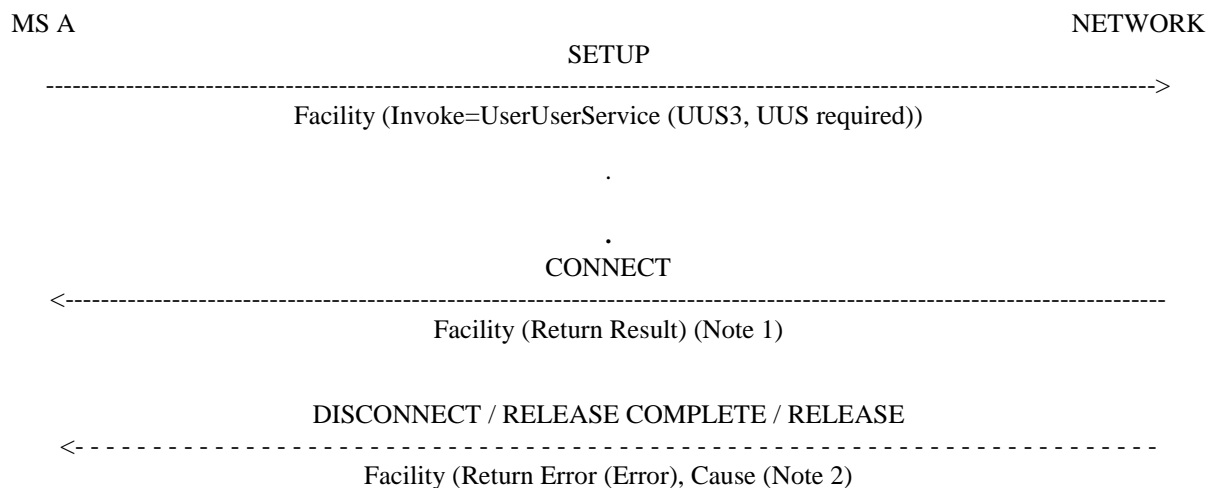 MS A NETWORK
SETUP
------------------------------------------------------------------------------------------------------------------------>
Facility (Invoke=UserUserService (UUS3, UUS required))
.
.
CONNECT
<-----------------------------------------------------------------------------------------------------------------------
Facility (Return Result) (Note 1)
DISCONNECT / RELEASE COMPLETE / RELEASE
<- - - - - - - - - - - - - - - - - - - - - - - - - - - - - - - - - - - - - - - - - - - - - - - - - - - - - - - - - - -
Facility (Return Error (Error), Cause (Note 2)